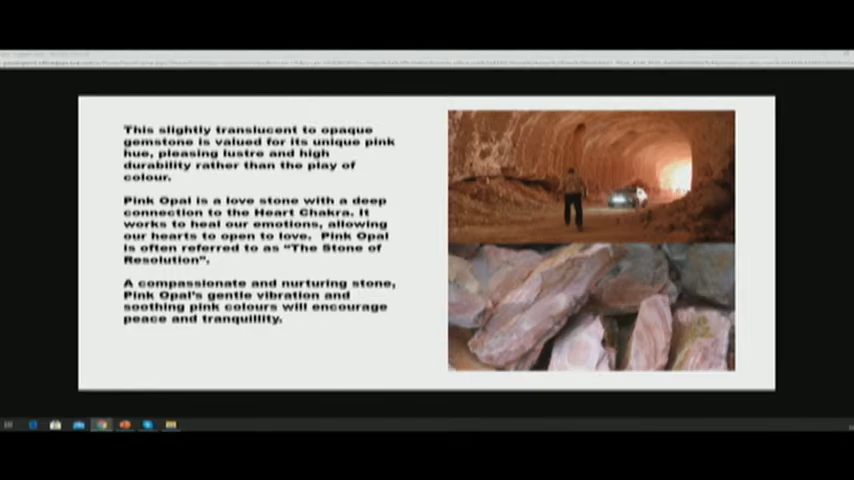 This slightly translucent to opaque
gemstone is valued for its unique pink
hue, pleasing lustre and high
durability rather than the play of
colour.
Pink Opal is a love stone with a deep
connection to the Heart Chakra. It
works to heal our emotions, allowing
our hearts to open to love. Pink Opal
is often referred to as “The Stone of
Resolution”.
A compassionate and nurturing stone,
Pink Opal’s gentle vibration and
soothing pink colours will encourage
peace and tranquillity.